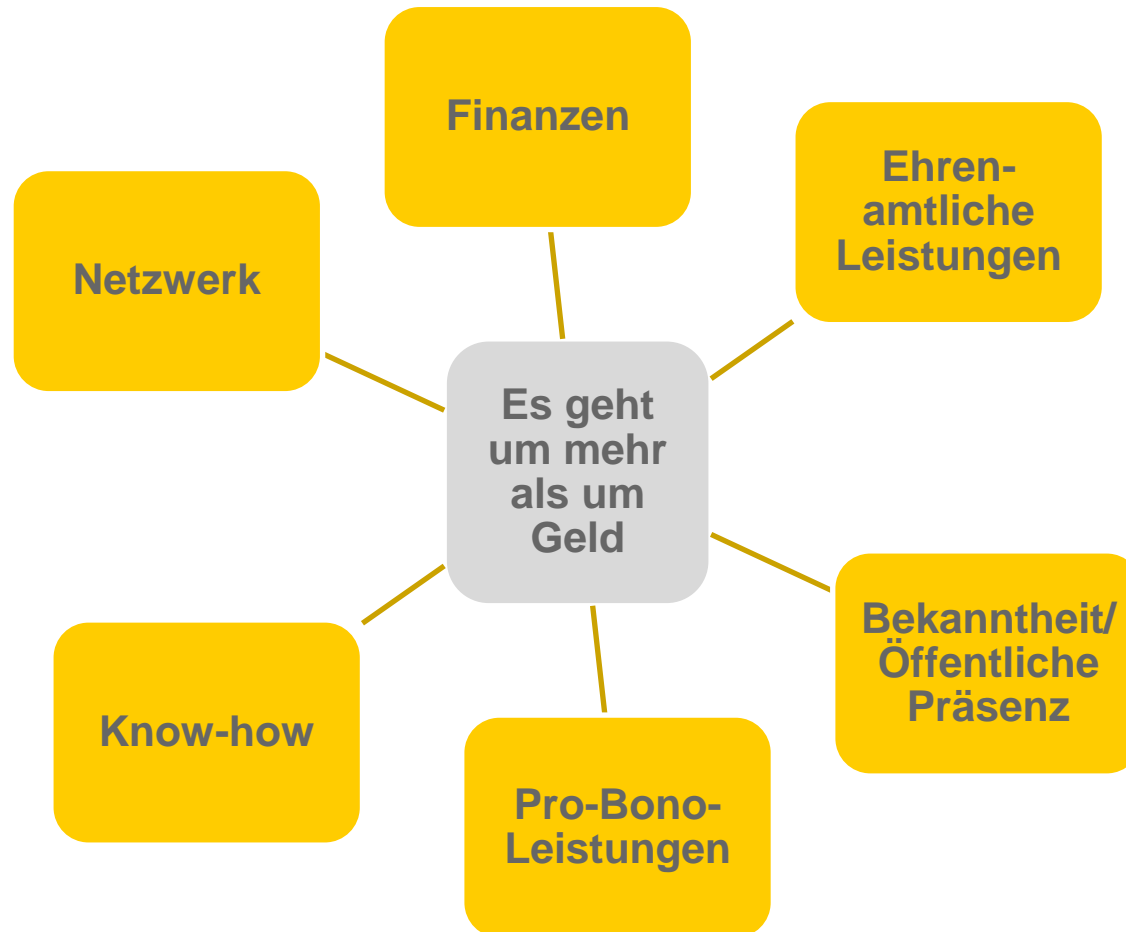 Finanzen
Ehren-
amtliche
Leistungen
Netzwerk
Es geht
um mehr
als um
Geld
Bekanntheit/
Öffentliche
Präsenz
Know-how
Pro-Bono-
Leistungen